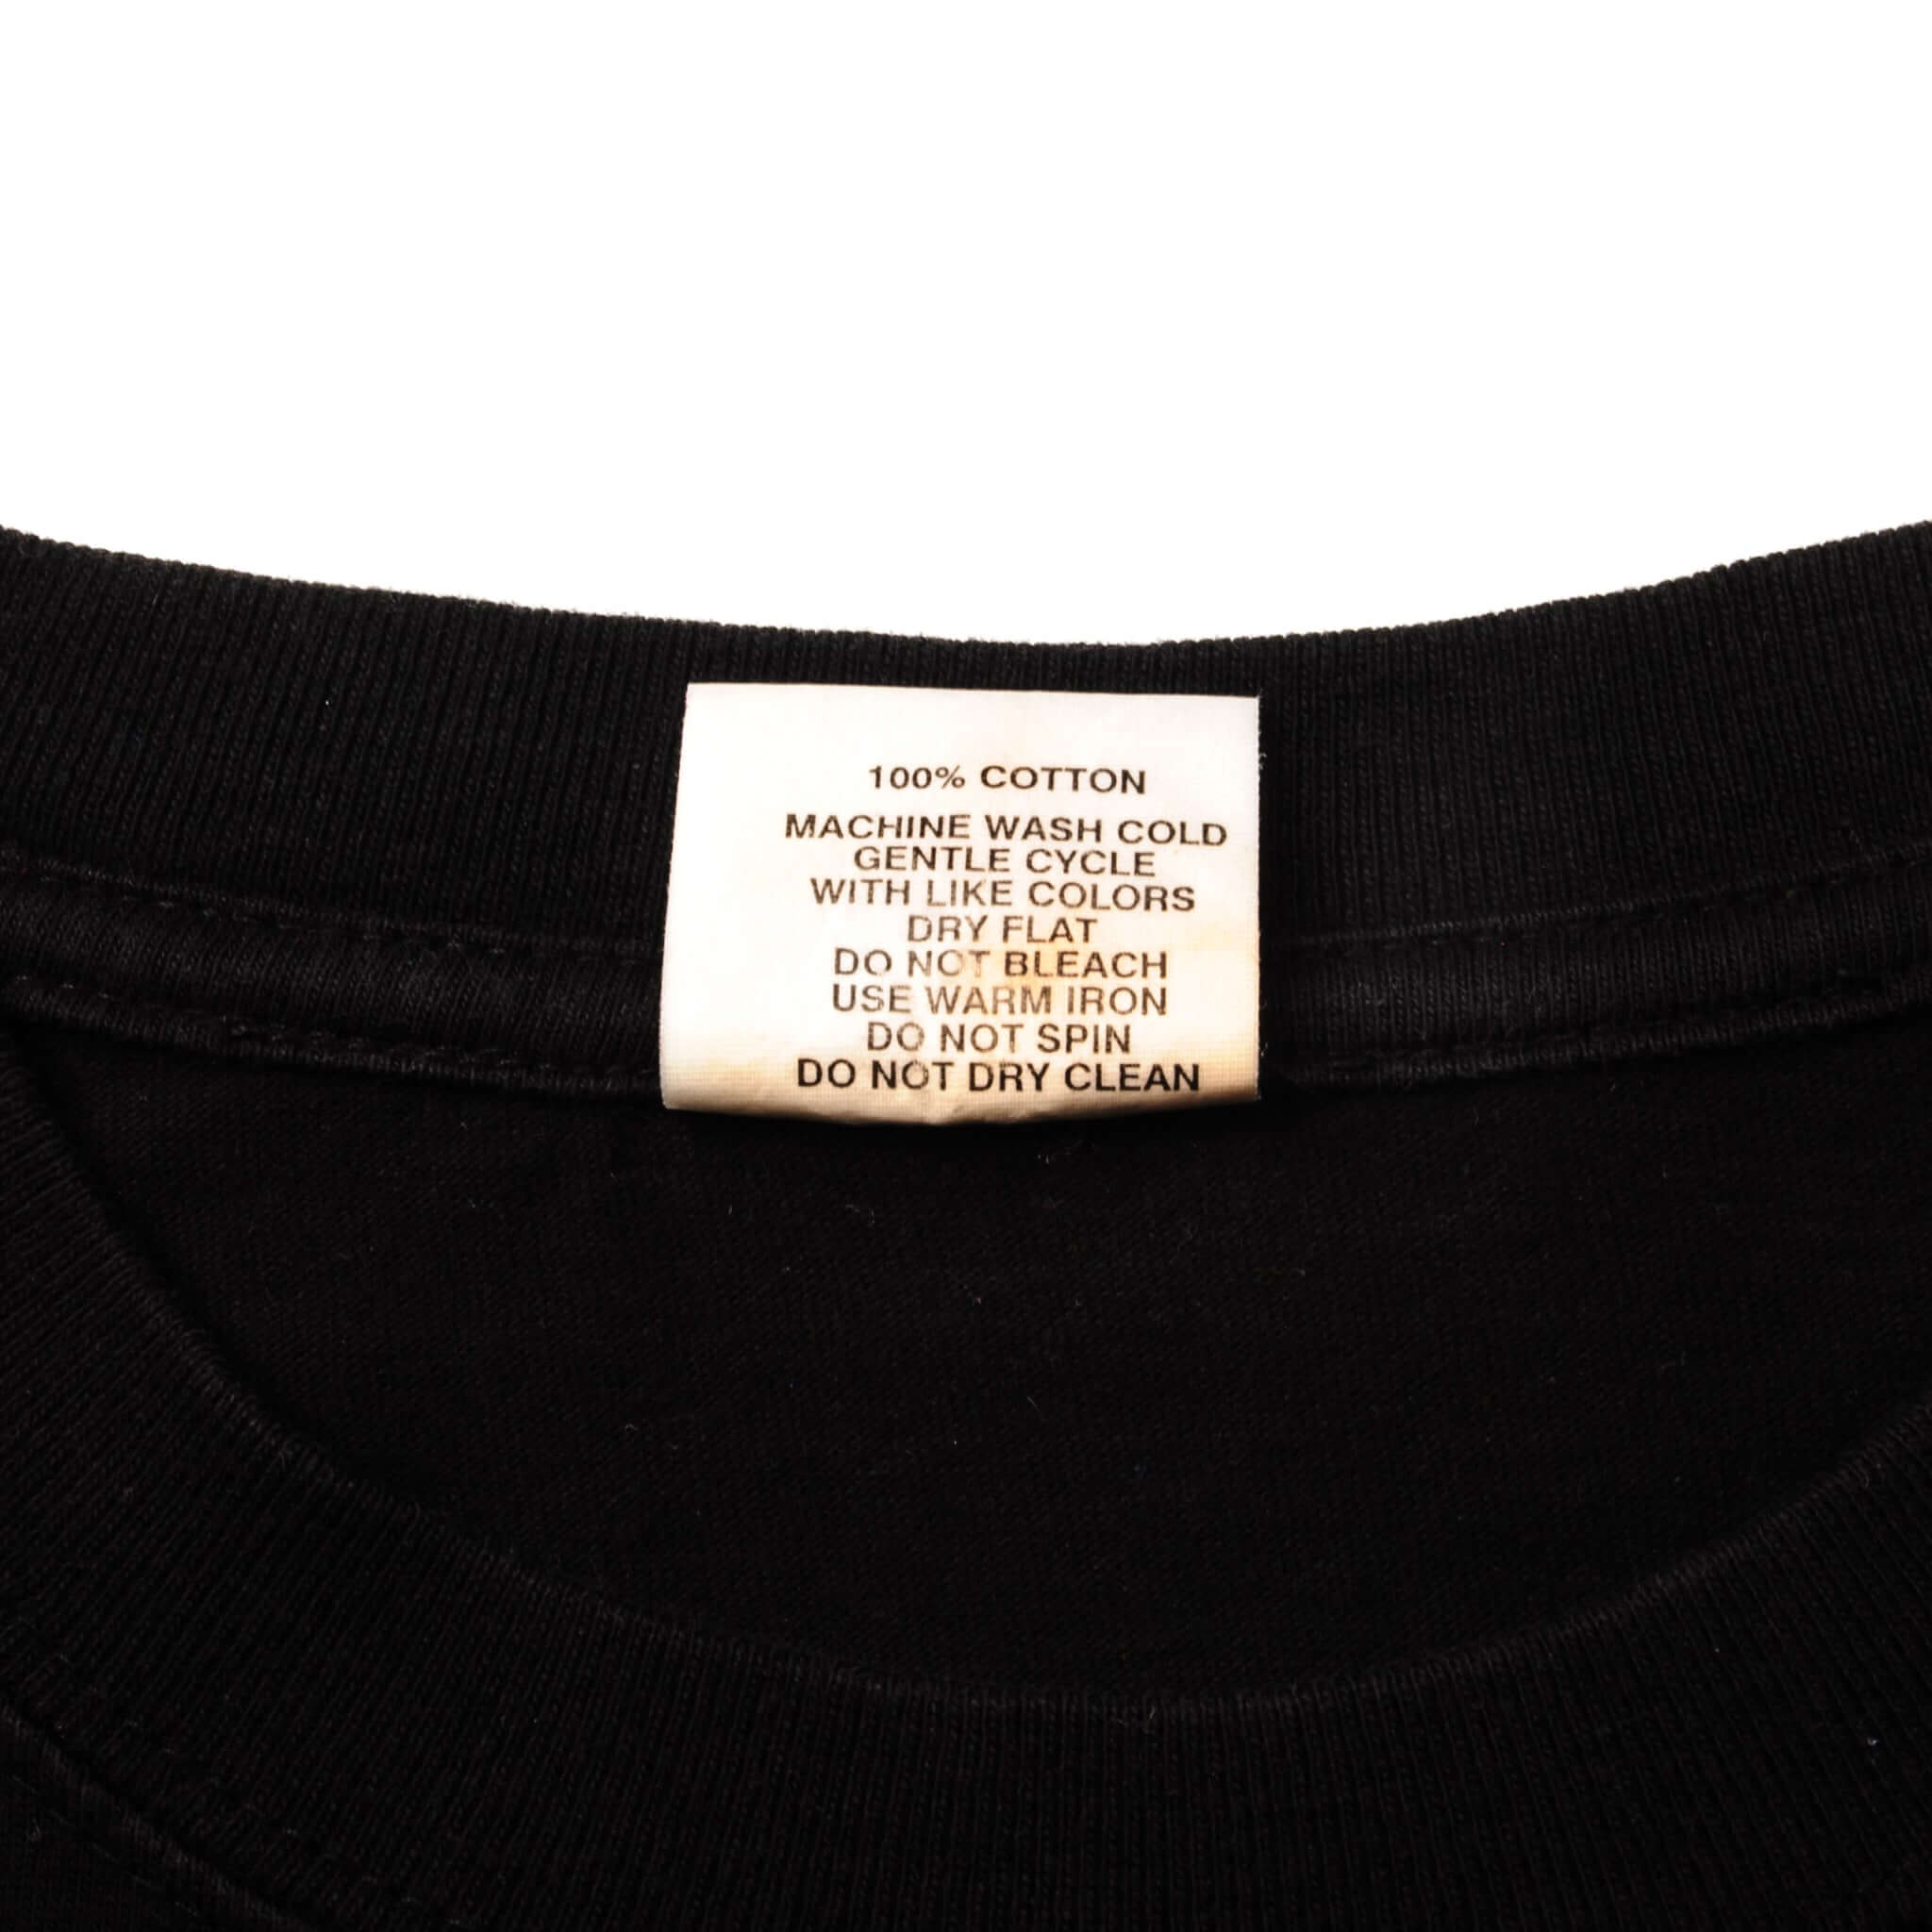 100% COTTON
MACHINE WASH COLD
GENTLE CYCLE
WITH LIKE COLORS
DRY FLAT
DO NOT BLEACH
USE WARM IRON
DO NOT SPIN
DO NOT DRY CLEAN